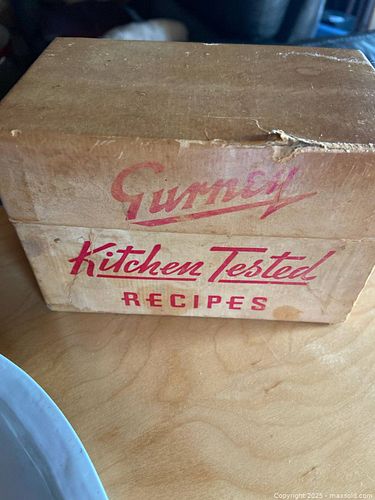 Gurney
Kitchen Tested
RECIPES
Copyright © 2025 - maxsold.com